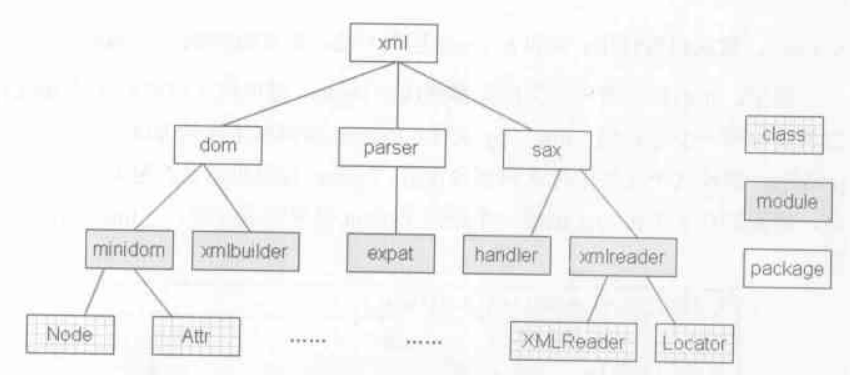 xml
dom
parser
sax
class
module
package
minidom
xmlbuilder
expat
handler
xmlreader
Node
Attr
......
......
XMLReader
Locator